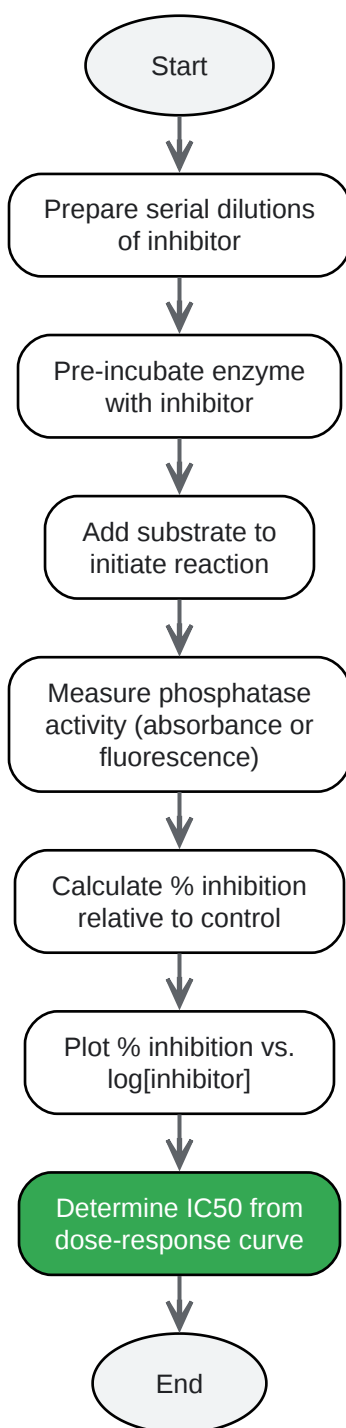 Start
Prepare serial dilutions
of inhibitor
Pre-incubate enzyme
with inhibitor
Add substrate to
initiate reaction
Measure phosphatase
activity (absorbance or
fluorescence)
Calculate % inhibition
relative to control
Plot % inhibition vs.
log[inhibitor]
Determine IC50 from
dose-response curve
End